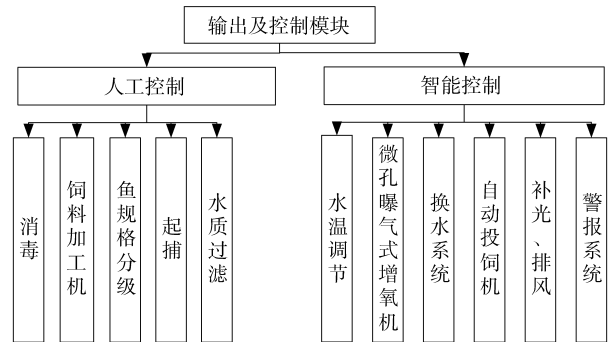 输出及控制模块
人工控制
智能控制
消毒
饲料加工机
鱼规格分级
起捕
水质过滤
水温调节
微孔曝气式增氧机
换水系统
自动投饲机
补光、排风
警报系统